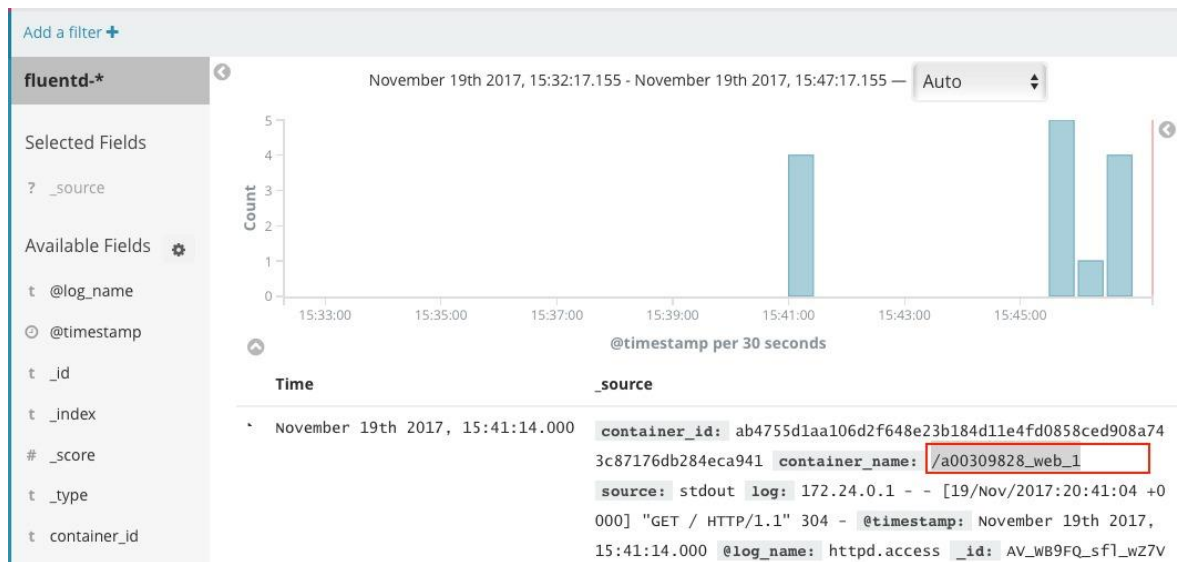 Add a filter +
fluentd-*
November 19th 2017, 15:32:17.155 - November 19th 2017, 15:47:17.155 — Auto
Selected Fields
? _source
Available Fields
t @log_name
@timestamp
t _id
t _index
# _score
t _type
t container_id
Count
5
4
3
2
1
0
15:33:00 15:35:00 15:37:00 15:39:00 15:41:00 15:43:00 15:45:00
@timestamp per 30 seconds
Time _source
November 19th 2017, 15:41:14.000 container_id: ab4755d1aa106d2f648e23b184d11e4fd0858ced908a74
3c87176db284eca941 container_name: /a00309828_web_1
source: stdout log: 172.24.0.1 - - [19/Nov/2017:20:41:04 +0
000] "GET / HTTP/1.1" 304 - @timestamp: November 19th 2017,
15:41:14.000 @log_name: httpd.access _id: AV_WB9FQ_sfl_wZ7V